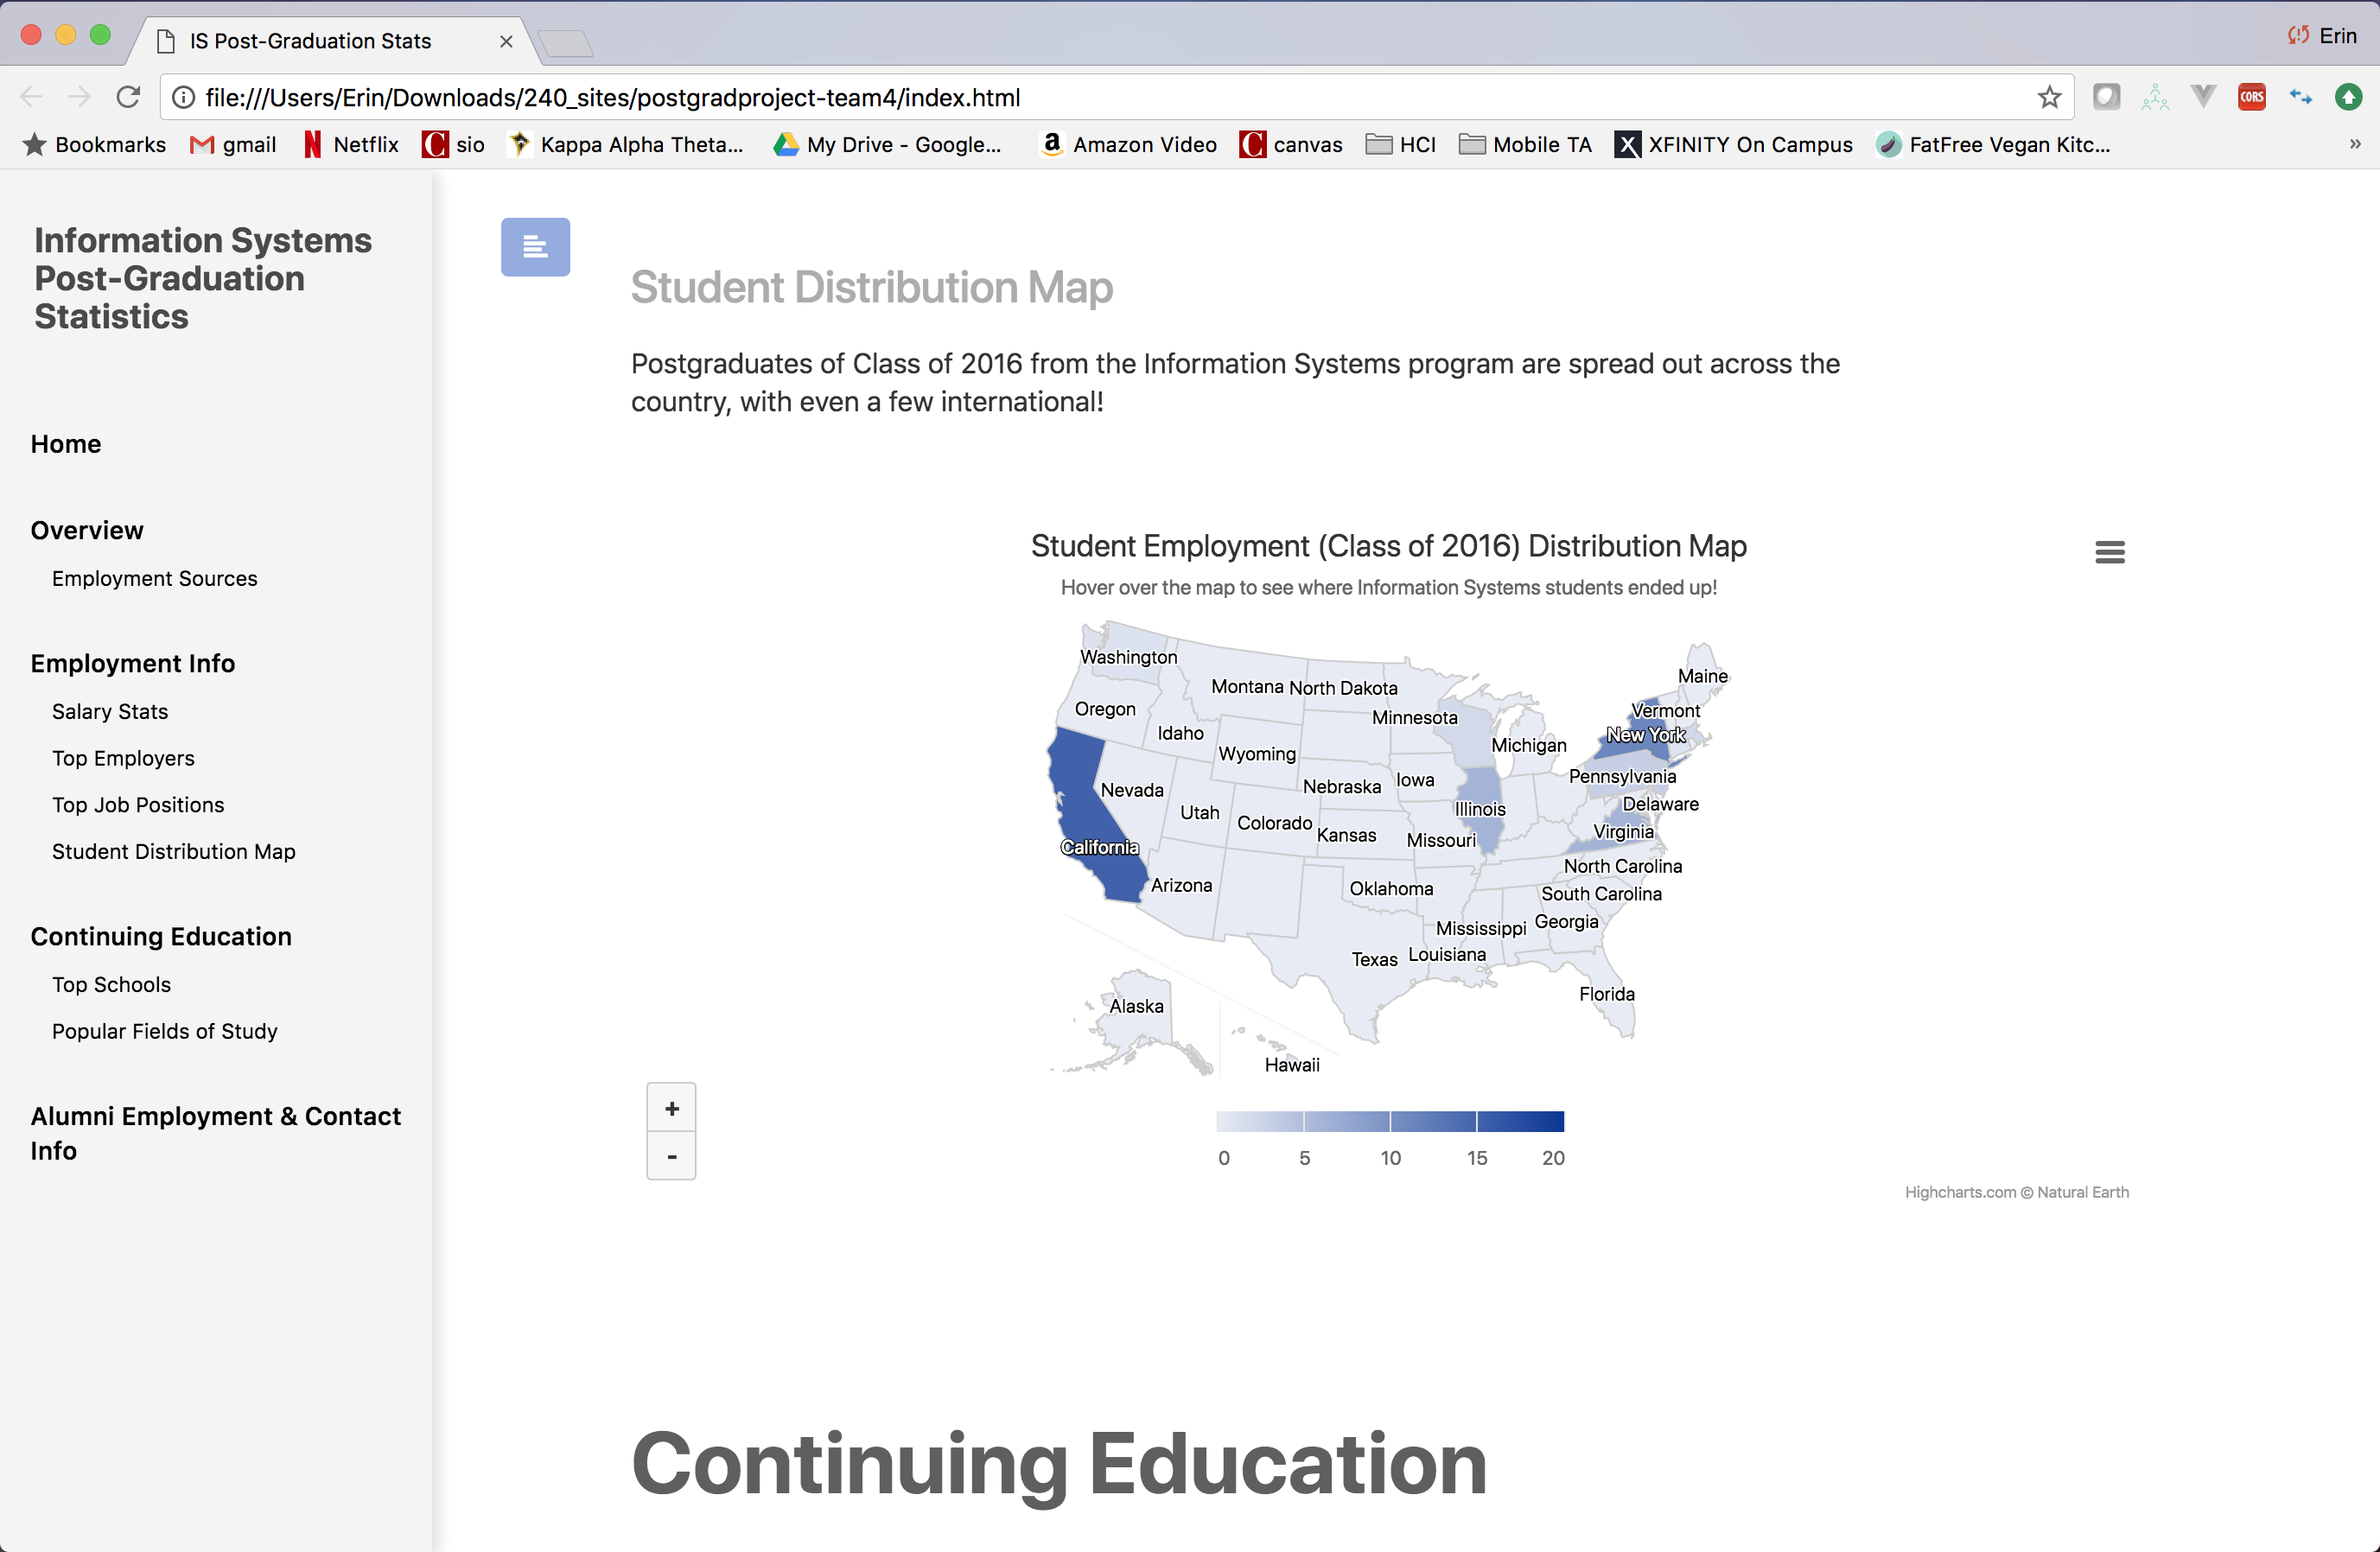 IS Post-Graduation Stats
Erin
file:///Users/Erin/Downloads/240_sites/postgradproject-team4/index.html
CORS
Bookmarks
gmail
Netflix
sio
Kappa Alpha Theta...
My Drive - Google...
Amazon Video
canvas
HCI
Mobile TA
XFINITY On Campus
FatFree Vegan Kitc...
»
Information Systems
Post-Graduation
Statistics
Home
Overview
Employment Sources
Employment Info
Salary Stats
Top Employers
Top Job Positions
Student Distribution Map
Continuing Education
Top Schools
Popular Fields of Study
Alumni Employment & Contact
Info
Student Distribution Map
Postgraduates of Class of 2016 from the Information Systems program are spread out across the
country, with even a few international!
Student Employment (Class of 2016) Distribution Map
Hover over the map to see where Information Systems students ended up!
Washington
Montana
North Dakota
Maine
Oregon
Minnesota
Vermont
Idaho
New York
Wyoming
Michigan
Nevada
Nebraska
Iowa
Pennsylvania
Utah
Illinois
Delaware
Colorado
Kansas
Missouri
Virginia
California
North Carolina
Arizona
Oklahoma
South Carolina
Mississippi
Georgia
Texas
Louisiana
Florida
Alaska
Hawaii
+
-
0 5 10 15 20
Highcharts.com © Natural Earth
Continuing Education